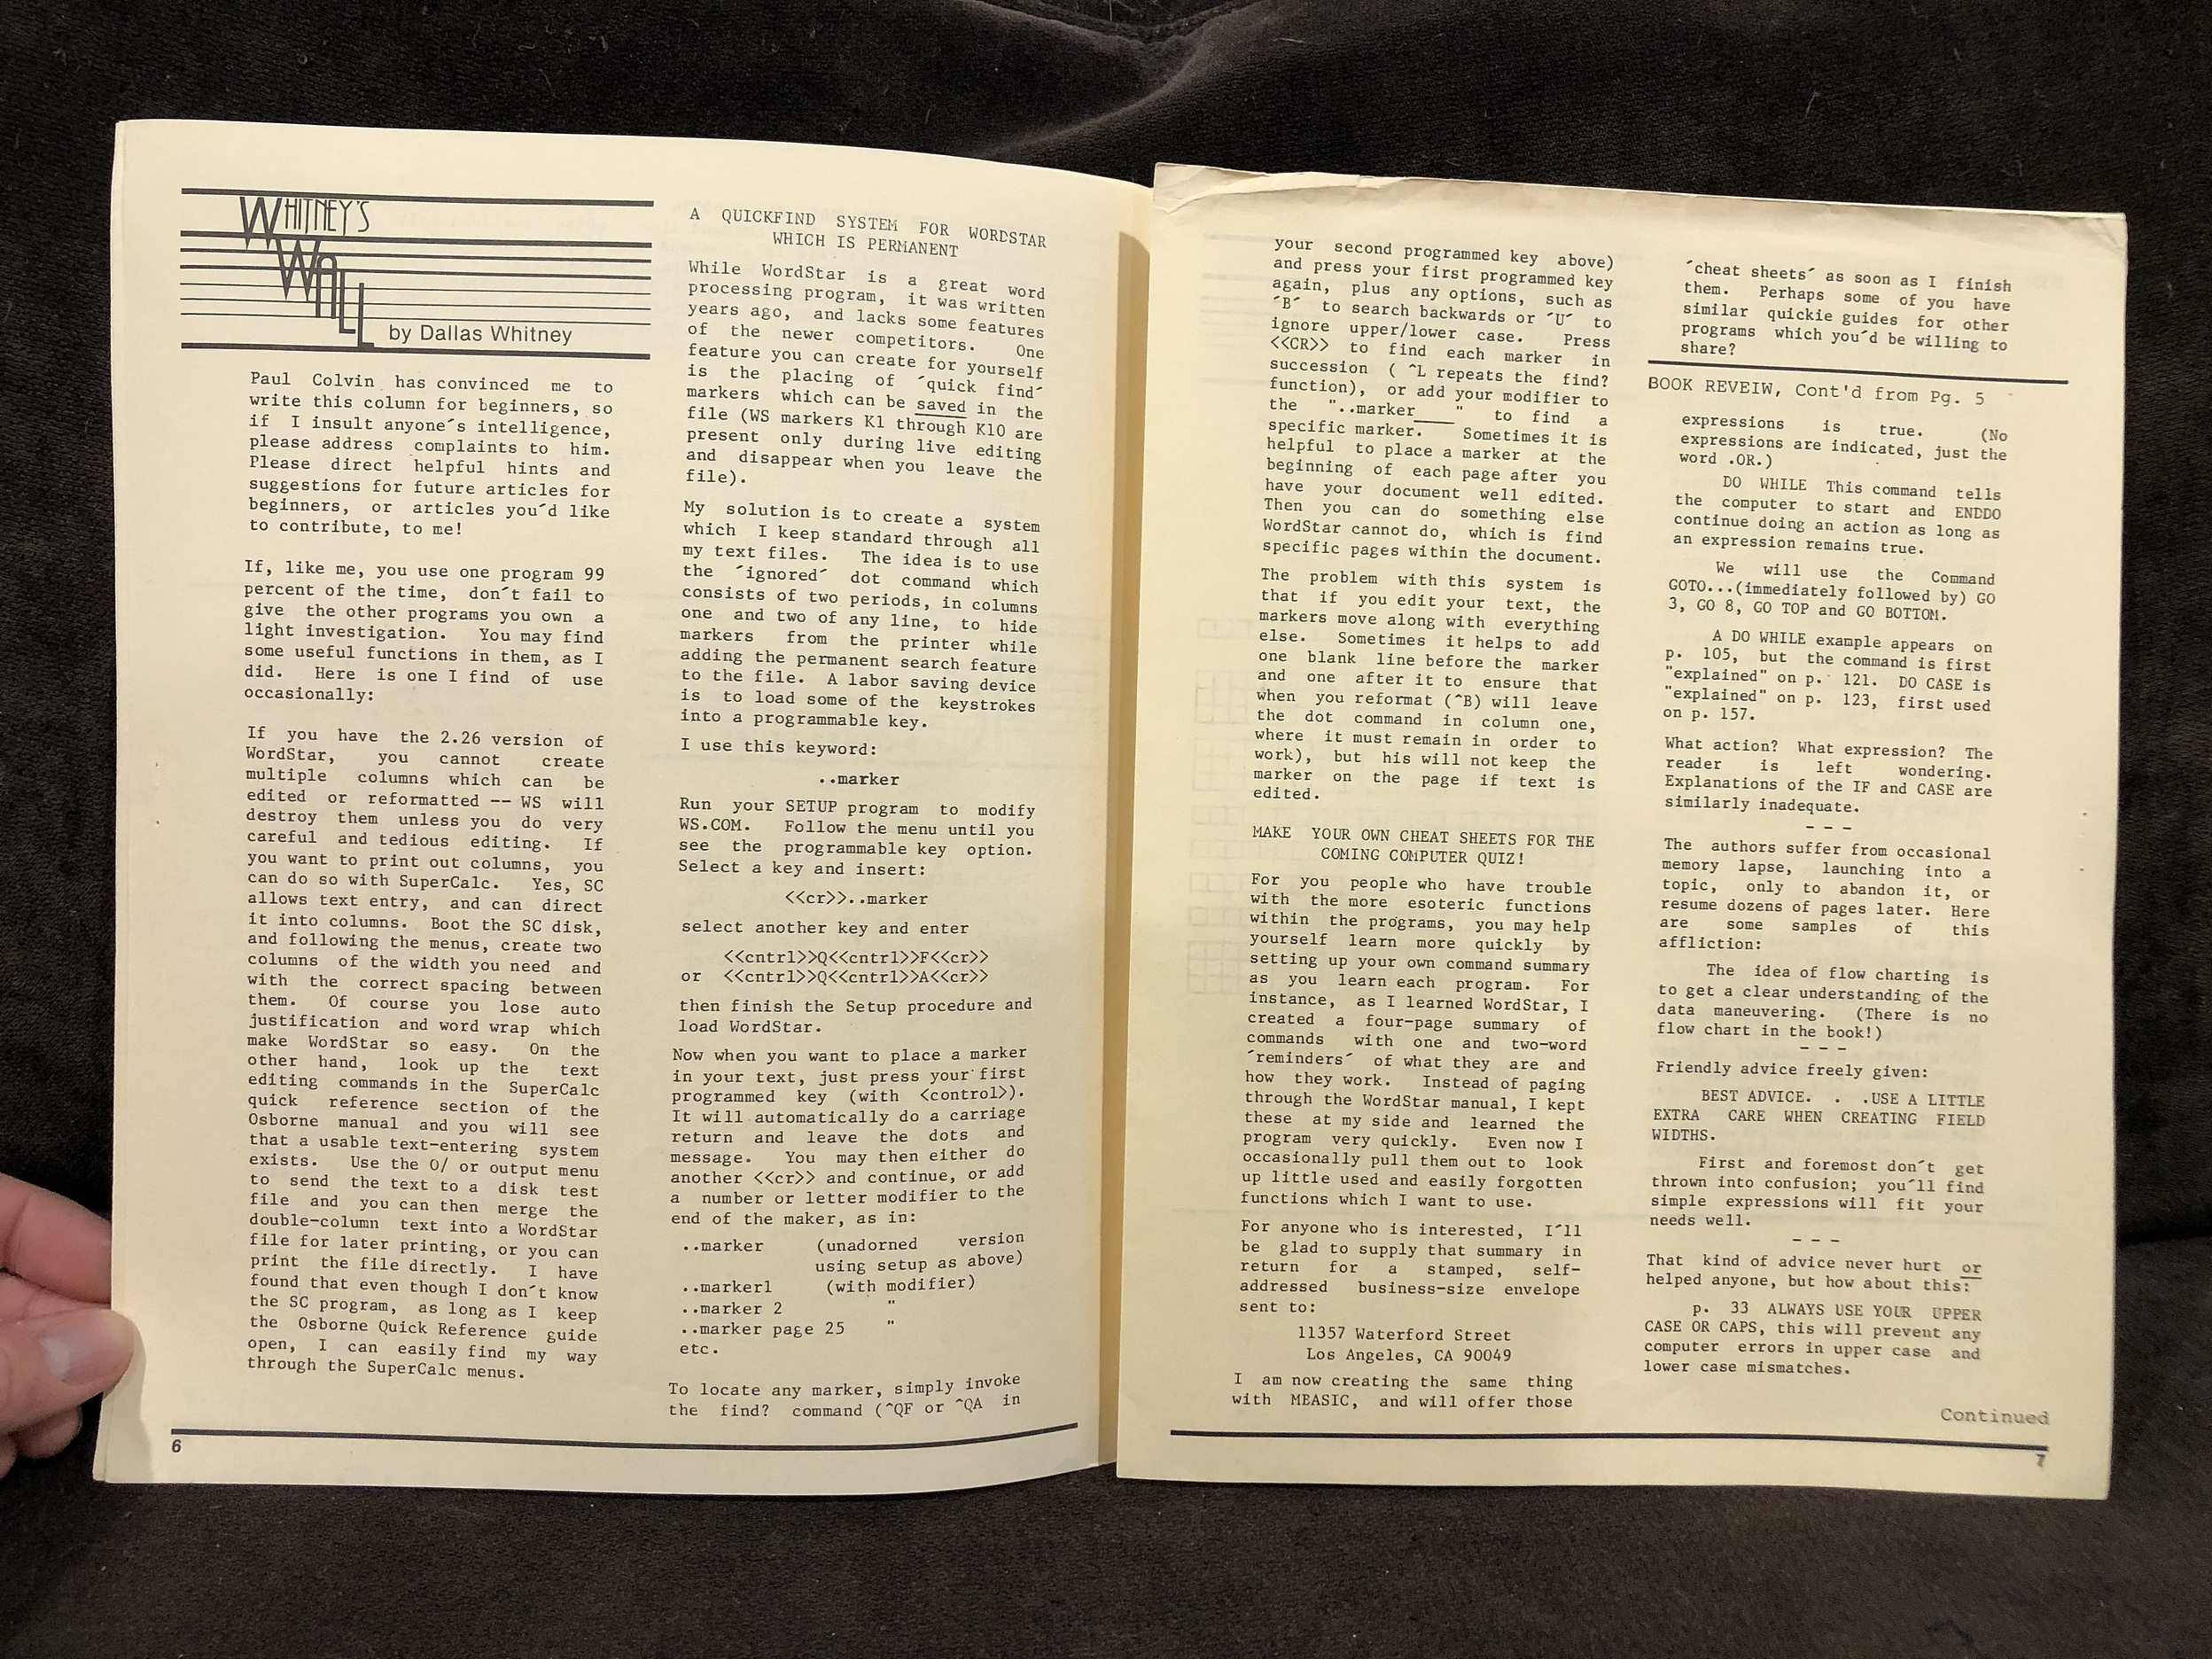 WHITNEY'S
WALL
by Dallas Whitney
Paul Colvin has convinced me to
write this column for beginners, so
if I insult anyone´s intelligence,
please address complaints to him.
Please direct helpful hints and
suggestions for future articles for
beginners, or articles you´d like
to contribute, to me!
If, like me, you use one program 99
percent of the time, don´t fail to
give the other programs you own a
light investigation. You may find
some useful functions in them, as I
did. Here is one I find of use
occasionally:
If you have the 2.26 version of
WordStar, you cannot create
multiple columns which can be
edited or reformatted -- WS will
destroy them unless you do very
careful and tedious editing. If
you want to print out columns, you
can do so with SuperCalc. Yes, SC
allows text entry, and can direct
it into columns. Boot the SC disk,
and following the menus, create two
columns of the width you need and
with the correct spacing between
them. Of course you lose auto
justification and word wrap which
make WordStar so easy. On the
other hand, look up the text
editing commands in the SuperCalc
quick reference section of the
Osborne manual and you will see
that a usable text-entering system
exists. Use the O/ or output menu
to send the text to a disk test
file and you can then merge the
double-column text into a WordStar
file for later printing, or you can
print the file directly. I have
found that even though I don´t know
the SC program, as long as I keep
the Osborne Quick Reference guide
open, I can easily find my way
through the SuperCalc menus.
A QUICKFIND SYSTEM FOR WORDSTAR
WHICH IS PERMANENT
While WordStar is a great word
processing program, it was written
years ago, and lacks some features
of the newer competitors. One
feature you can create for yourself
is the placing of ´quick find´
markers which can be saved in the
file (WS markers K1 through K10 are
present only during live editing
and disappear when you leave the
file).
My solution is to create a system
which I keep standard through all
my text files. The idea is to use
the ´ignored´ dot command which
consists of two periods, in columns
one and two of any line, to hide
markers from the printer while
adding the permanent search feature
to the file. A labor saving device
is to load some of the keystrokes
into a programmable key.
I use this keyword:
..marker
Run your SETUP program to modify
WS.COM. Follow the menu until you
see the programmable key option.
Select a key and insert:
<<cr>>..marker
select another key and enter
<<cntrl>>Q<<cntrl>>F<<cr>>
or <<cntrl>>Q<<cntrl>>A<<cr>>
then finish the Setup procedure and
load WordStar.
Now when you want to place a marker
in your text, just press your first
programmed key (with <control>).
It will automatically do a carriage
return and leave the dots and
message. You may then either do
another <<cr>> and continue, or add
a number or letter modifier to the
end of the maker, as in:
..marker (unadorned version
using setup as above)
..marker1 (with modifier)
..marker 2 "
..marker page 25 "
etc.
To locate any marker, simply invoke
the find? command (^QF or ^QA in
6
your second programmed key above)
and press your first programmed key
again, plus any options, such as
´B´ to search backwards or ´U´ to
ignore upper/lower case. Press
<<CR>> to find each marker in
succession ( ^L repeats the find?
function), or add your modifier to
the "..marker____ " to find a
specific marker. Sometimes it is
helpful to place a marker at the
beginning of each page after you
have your document well edited.
Then you can do something else
WordStar cannot do, which is find
specific pages within the document.
The problem with this system is
that if you edit your text, the
markers move along with everything
else. Sometimes it helps to add
one blank line before the marker
and one after it to ensure that
when you reformat (^B) will leave
the dot command in column one,
where it must remain in order to
work), but his will not keep the
marker on the page if text is
edited.
MAKE YOUR OWN CHEAT SHEETS FOR THE
COMING COMPUTER QUIZ!
For you people who have trouble
with the more esoteric functions
within the programs, you may help
yourself learn more quickly by
setting up your own command summary
as you learn each program. For
instance, as I learned WordStar, I
created a four-page summary of
commands with one and two-word
´reminders´ of what they are and
how they work. Instead of paging
through the WordStar manual, I kept
these at my side and learned the
program very quickly. Even now I
occasionally pull them out to look
up little used and easily forgotten
functions which I want to use.
For anyone who is interested, I´ll
be glad to supply that summary in
return for a stamped, self-
addressed business-size envelope
sent to:
11357 Waterford Street
Los Angeles, CA 90049
I am now creating the same thing
with MBASIC, and will offer those
´cheat sheets´ as soon as I finish
them. Perhaps some of you have
similar quickie guides for other
programs which you´d be willing to
share?
BOOK REVEIW, Cont'd from Pg. 5
expressions is true. (No
expressions are indicated, just the
word .OR.)
DO WHILE This command tells
the computer to start and ENDDO
continue doing an action as long as
an expression remains true.
We will use the Command
GOTO...(immediately followed by) GO
3, GO 8, GO TOP and GO BOTTOM.
A DO WHILE example appears on
p. 105, but the command is first
"explained" on p. 121. DO CASE is
"explained" on p. 123, first used
on p. 157.
What action? What expression? The
reader is left wondering.
Explanations of the IF and CASE are
similarly inadequate.
- - -
The authors suffer from occasional
memory lapse, launching into a
topic, only to abandon it, or
resume dozens of pages later. Here
are some samples of this
affliction:
The idea of flow charting is
to get a clear understanding of the
data maneuvering. (There is no
flow chart in the book!)
- - -
Friendly advice freely given:
BEST ADVICE. . .USE A LITTLE
EXTRA CARE WHEN CREATING FIELD
WIDTHS.
First and foremost don´t get
thrown into confusion; you´ll find
simple expressions will fit your
needs well.
- - -
That kind of advice never hurt or
helped anyone, but how about this:
p. 33 ALWAYS USE YOUR UPPER
CASE OR CAPS, this will prevent any
computer errors in upper case and
lower case mismatches.
Continued
7